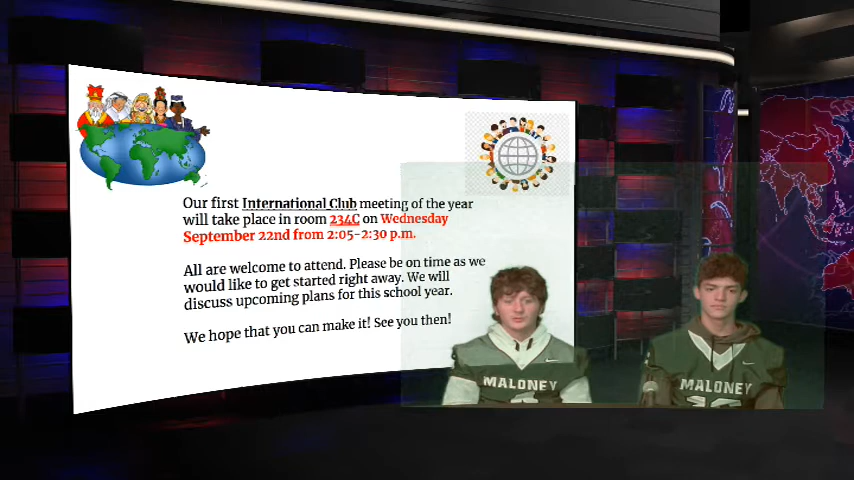 Our first International Club meeting of the year
will take place in room 234C on Wednesday
September 22nd from 2:05-2:30 p.m.
All are welcome to attend. Please be on time as we
would like to get started right away. We will
discuss upcoming plans for this school year.
We hope that you can make it! See you then!
MALONEY
MALONEY